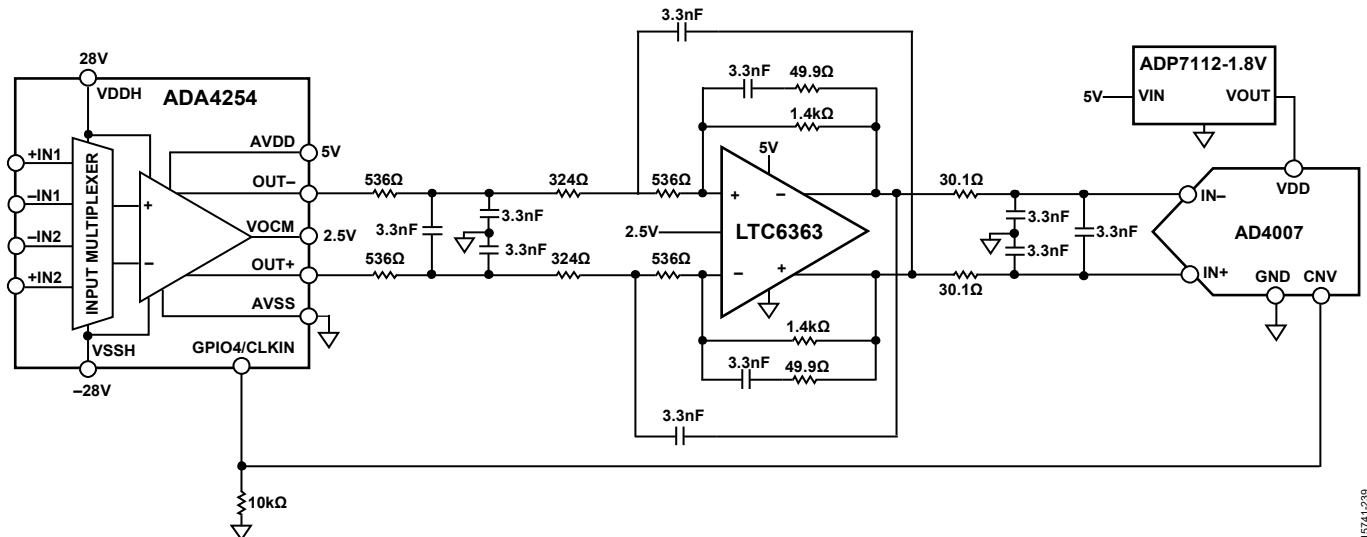 3.3nF
28V
VDDH
ADA4254
ADP7112-1.8V
5V
VIN
VOUT
3.3nF
49.9Ω
1.4kΩ
+IN1
–IN1
–IN2
+IN2
INPUT MULTIPLEXER
+
–
AVDD
5V
OUT–
VOCM
2.5V
OUT+
AVSS
VSSH
–28V
GPIO4/CLKIN
536Ω
324Ω
536Ω
3.3nF
3.3nF
3.3nF
536Ω
324Ω
536Ω
5V
+
–
2.5V
LTC6363
–
+
30.1Ω
3.3nF
3.3nF
3.3nF
30.1Ω
VDD
IN–
AD4007
IN+
GND
CNV
1.4kΩ
49.9Ω
3.3nF
3.3nF
10kΩ
15741-239